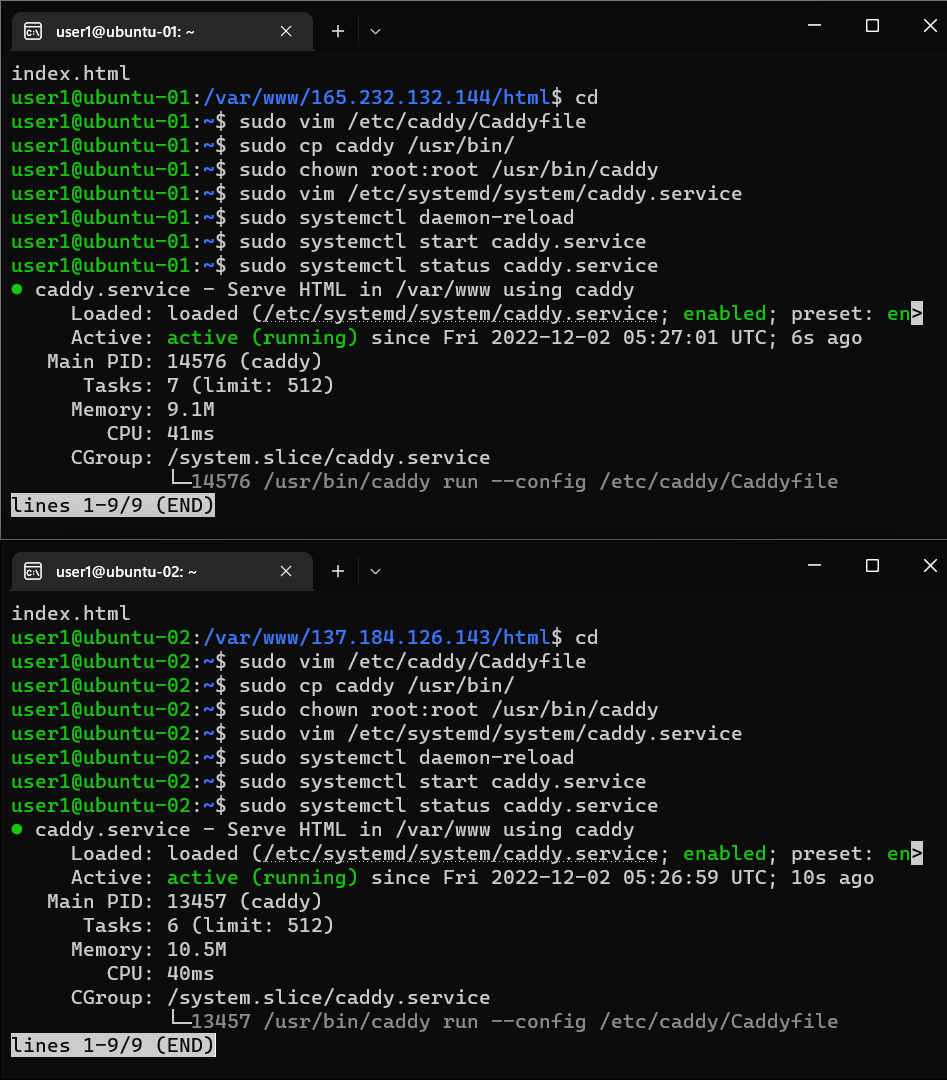 user1@ubuntu-01: ~
index.html
user1@ubuntu-01:/var/www/165.232.132.144/html$ cd
user1@ubuntu-01:~$ sudo vim /etc/caddy/Caddyfile
user1@ubuntu-01:~$ sudo cp caddy /usr/bin/
user1@ubuntu-01:~$ sudo chown root:root /usr/bin/caddy
user1@ubuntu-01:~$ sudo vim /etc/systemd/system/caddy.service
user1@ubuntu-01:~$ sudo systemctl daemon-reload
user1@ubuntu-01:~$ sudo systemctl start caddy.service
user1@ubuntu-01:~$ sudo systemctl status caddy.service
● caddy.service - Serve HTML in /var/www using caddy
     Loaded: loaded (/etc/systemd/system/caddy.service; enabled; preset: en>
     Active: active (running) since Fri 2022-12-02 05:27:01 UTC; 6s ago
   Main PID: 14576 (caddy)
      Tasks: 7 (limit: 512)
     Memory: 9.1M
        CPU: 41ms
     CGroup: /system.slice/caddy.service
             └─14576 /usr/bin/caddy run --config /etc/caddy/Caddyfile
lines 1-9/9 (END)
user1@ubuntu-02: ~
index.html
user1@ubuntu-02:/var/www/137.184.126.143/html$ cd
user1@ubuntu-02:~$ sudo vim /etc/caddy/Caddyfile
user1@ubuntu-02:~$ sudo cp caddy /usr/bin/
user1@ubuntu-02:~$ sudo chown root:root /usr/bin/caddy
user1@ubuntu-02:~$ sudo vim /etc/systemd/system/caddy.service
user1@ubuntu-02:~$ sudo systemctl daemon-reload
user1@ubuntu-02:~$ sudo systemctl start caddy.service
user1@ubuntu-02:~$ sudo systemctl status caddy.service
● caddy.service - Serve HTML in /var/www using caddy
     Loaded: loaded (/etc/systemd/system/caddy.service; enabled; preset: en>
     Active: active (running) since Fri 2022-12-02 05:26:59 UTC; 10s ago
   Main PID: 13457 (caddy)
      Tasks: 6 (limit: 512)
     Memory: 10.5M
        CPU: 40ms
     CGroup: /system.slice/caddy.service
             └─13457 /usr/bin/caddy run --config /etc/caddy/Caddyfile
lines 1-9/9 (END)